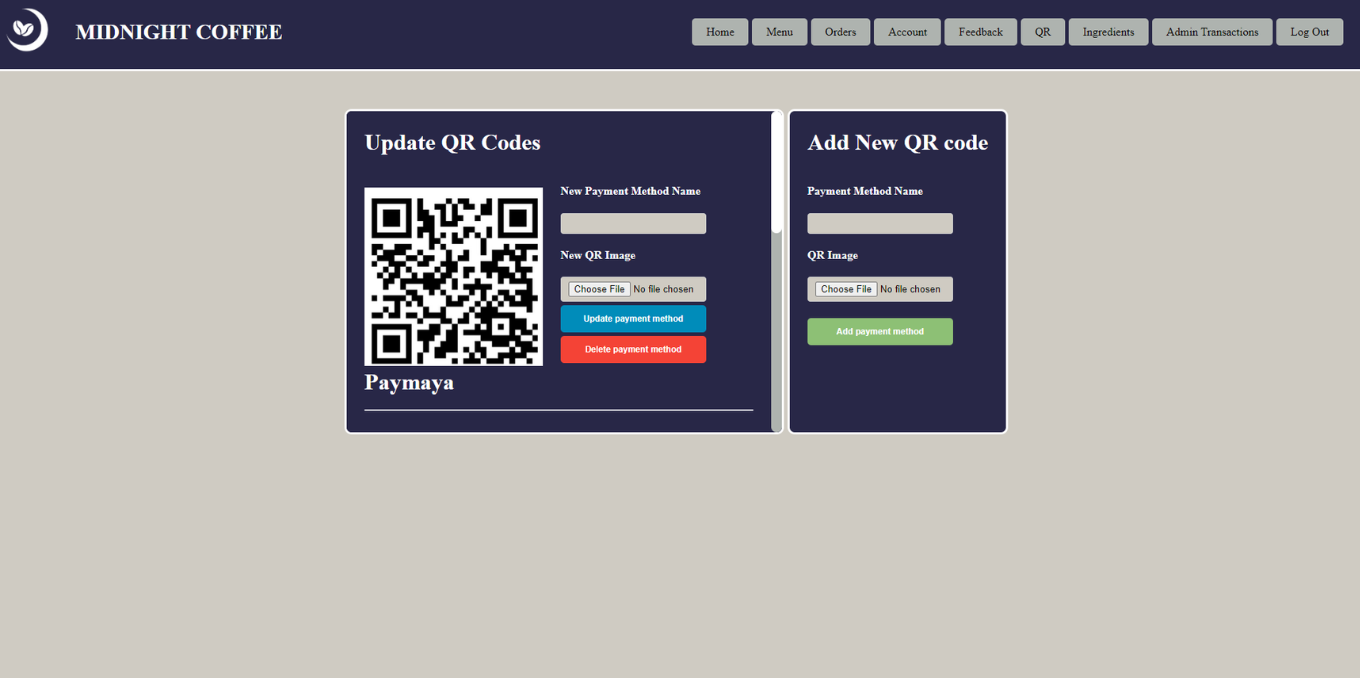 MIDNIGHT COFFEE
Home Menu Orders Account Feedback QR Ingredients Admin Transactions Log Out
Update QR Codes
New Payment Method Name
New QR Image
Choose File No file chosen
Update payment method
Delete payment method
Paymaya
Add New QR code
Payment Method Name
QR Image
Choose File No file chosen
Add payment method